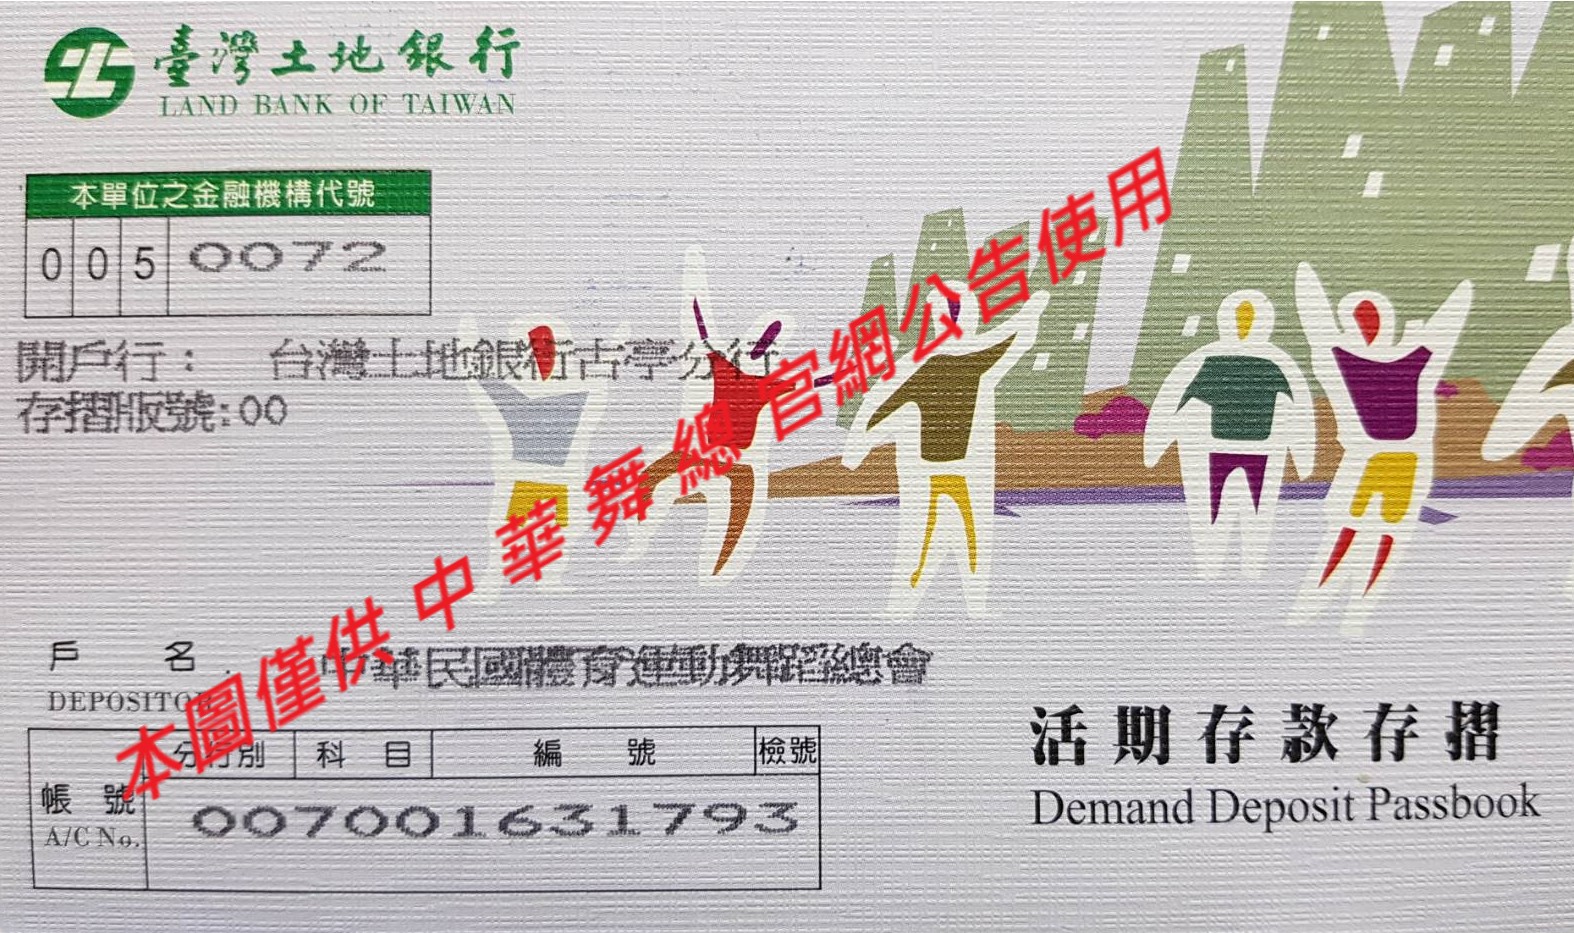 臺灣土地銀行
LAND BANK OF TAIWAN
本單位之金融機構代號
005 0072
開戶行： 台灣土地銀行古亭分行
存摺版號:00
本圖僅供 中華舞總 官網公告使用
戶 名 中華民國體育運動舞蹈總會
DEPOSITOR
分行別 科目 編號 檢號
帳號 007001631793
A/C No.
活期存款存摺
Demand Deposit Passbook